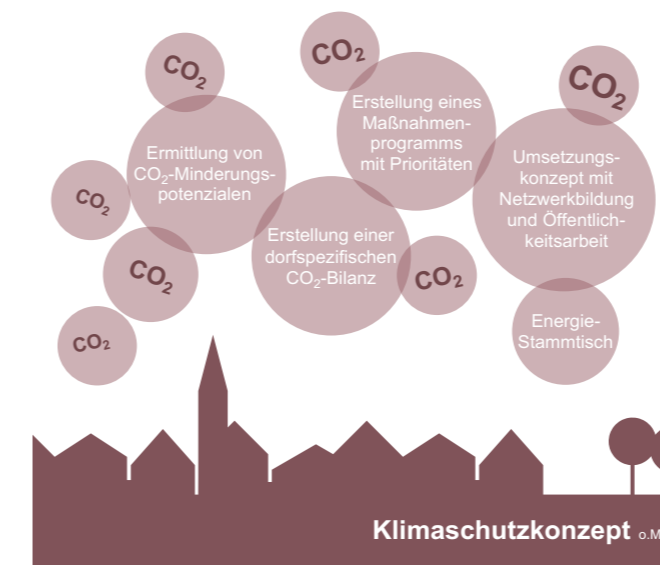 CO₂
CO₂
CO₂
Erstellung eines
Maßnahmen-
programms
mit Prioritäten
Ermittlung von
CO₂-Minderungs-
potenzialen
Umsetzungs-
konzept mit
Netzwerkbildung
und Öffentlich-
keitsarbeit
CO₂
Erstellung einer
dorfspezifischen
CO₂-Bilanz
CO₂
CO₂
CO₂
Energie-
Stammtisch
Klimaschutzkonzept o.M